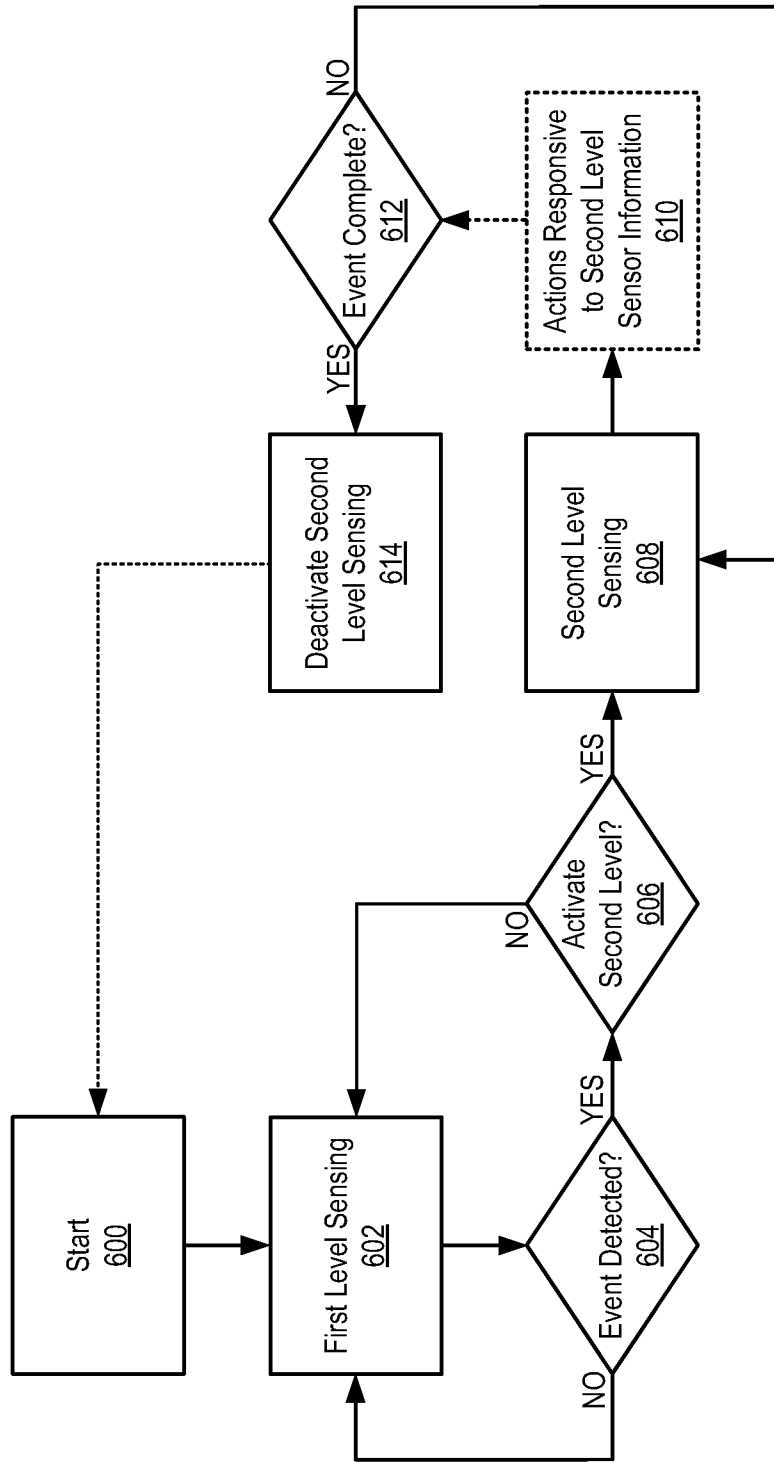 Start
600
First Level Sensing
602
NO
Event Detected?
604
YES
NO
Activate
Second Level?
606
YES
Second Level
Sensing
608
Actions Responsive
to Second Level
Sensor Information
610
Event Complete?
612
NO
YES
Deactivate Second
Level Sensing
614